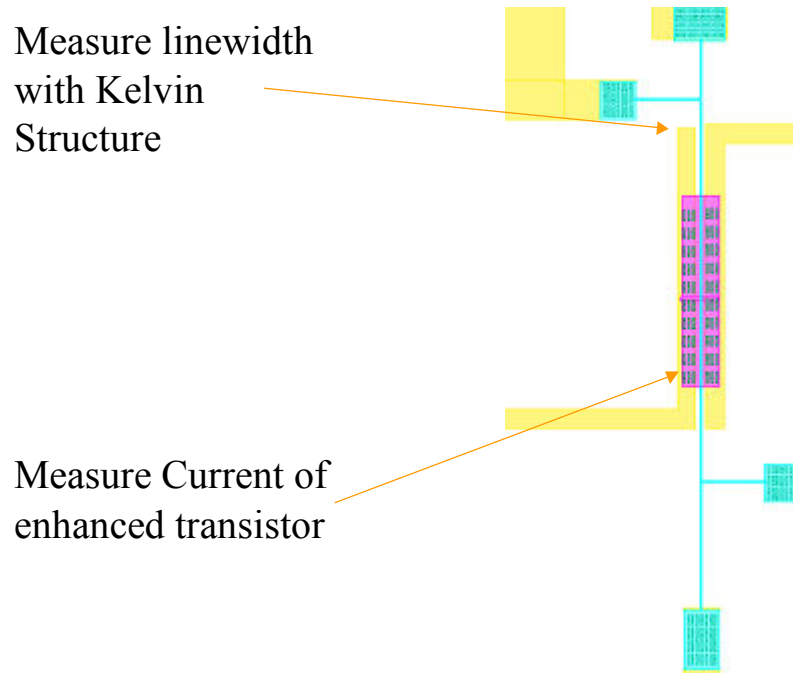 Measure linewidth
with Kelvin
Structure
Measure Current of
enhanced transistor